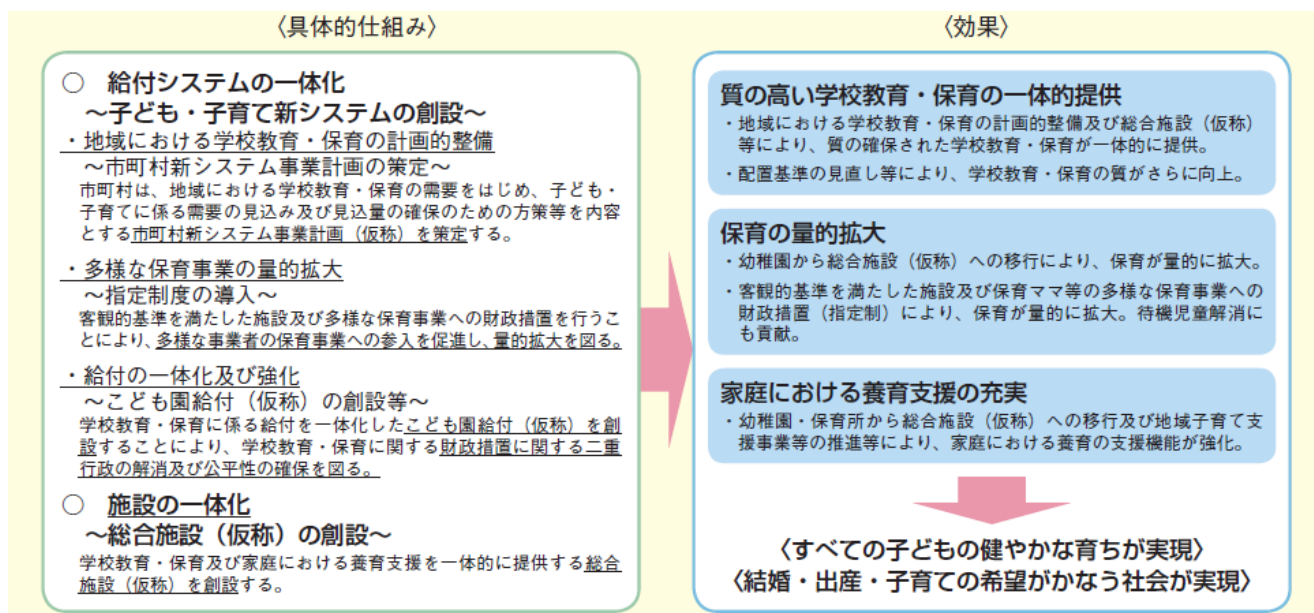 〈具体的仕組み〉
○ 給付システムの一体化
～子ども・子育て新システムの創設～
・地域における学校教育・保育の計画的整備
～市町村新システム事業計画の策定～
市町村は、地域における学校教育・保育の需要をはじめ、子ども・
子育てに係る需要の見込み及び見込量の確保のための方策等を内容
とする市町村新システム事業計画（仮称）を策定する。
・多様な保育事業の量的拡大
～指定制度の導入～
客観的基準を満たした施設及び多様な保育事業への財政措置を行うこ
とにより、多様な事業者の保育事業への参入を促進し、量的拡大を図る。
・給付の一体化及び強化
～こども園給付（仮称）の創設等～
学校教育・保育に係る給付を一体化したこども園給付（仮称）を創
設することにより、学校教育・保育に関する財政措置に関する二重
行政の解消及び公平性の確保を図る。
○ 施設の一体化
～総合施設（仮称）の創設～
学校教育・保育及び家庭における養育支援を一体的に提供する総合
施設（仮称）を創設する。
〈効果〉
質の高い学校教育・保育の一体的提供
・地域における学校教育・保育の計画的整備及び総合施設（仮称）
等により、質の確保された学校教育・保育が一体的に提供。
・配置基準の見直し等により、学校教育・保育の質がさらに向上。
保育の量的拡大
・幼稚園から総合施設（仮称）への移行により、保育が量的に拡大。
・客観的基準を満たした施設及び保育ママ等の多様な保育事業への
財政措置（指定制）により、保育が量的に拡大。待機児童解消に
も貢献。
家庭における養育支援の充実
・幼稚園・保育所から総合施設（仮称）への移行及び地域子育て支
援事業等の推進等により、家庭における養育の支援機能が強化。
〈すべての子どもの健やかな育ちが実現〉
〈結婚・出産・子育ての希望がかなう社会が実現〉